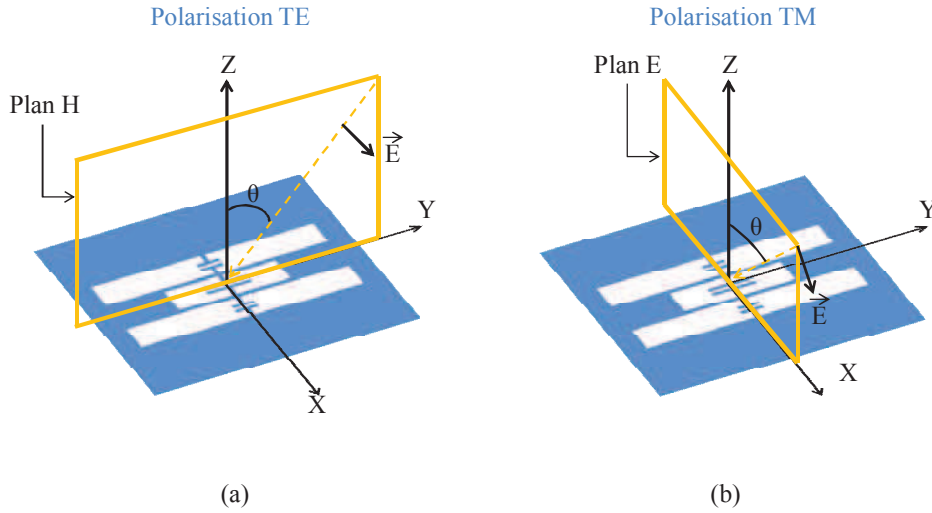 Polarisation TE
Z
Plan H
E
θ
Y
X
(a)
Polarisation TM
Plan E
Z
Y
θ
E
X
(b)